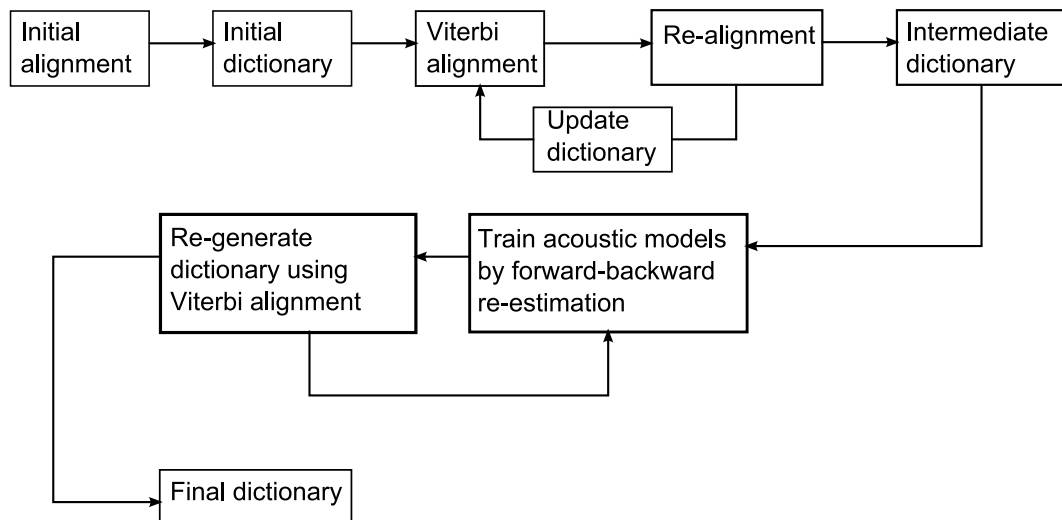 Initial
alignment
Initial
dictionary
Viterbi
alignment
Re-alignment
Intermediate
dictionary
Update
dictionary
Re-generate
dictionary using
Viterbi alignment
Train acoustic models
by forward-backward
re-estimation
Final dictionary